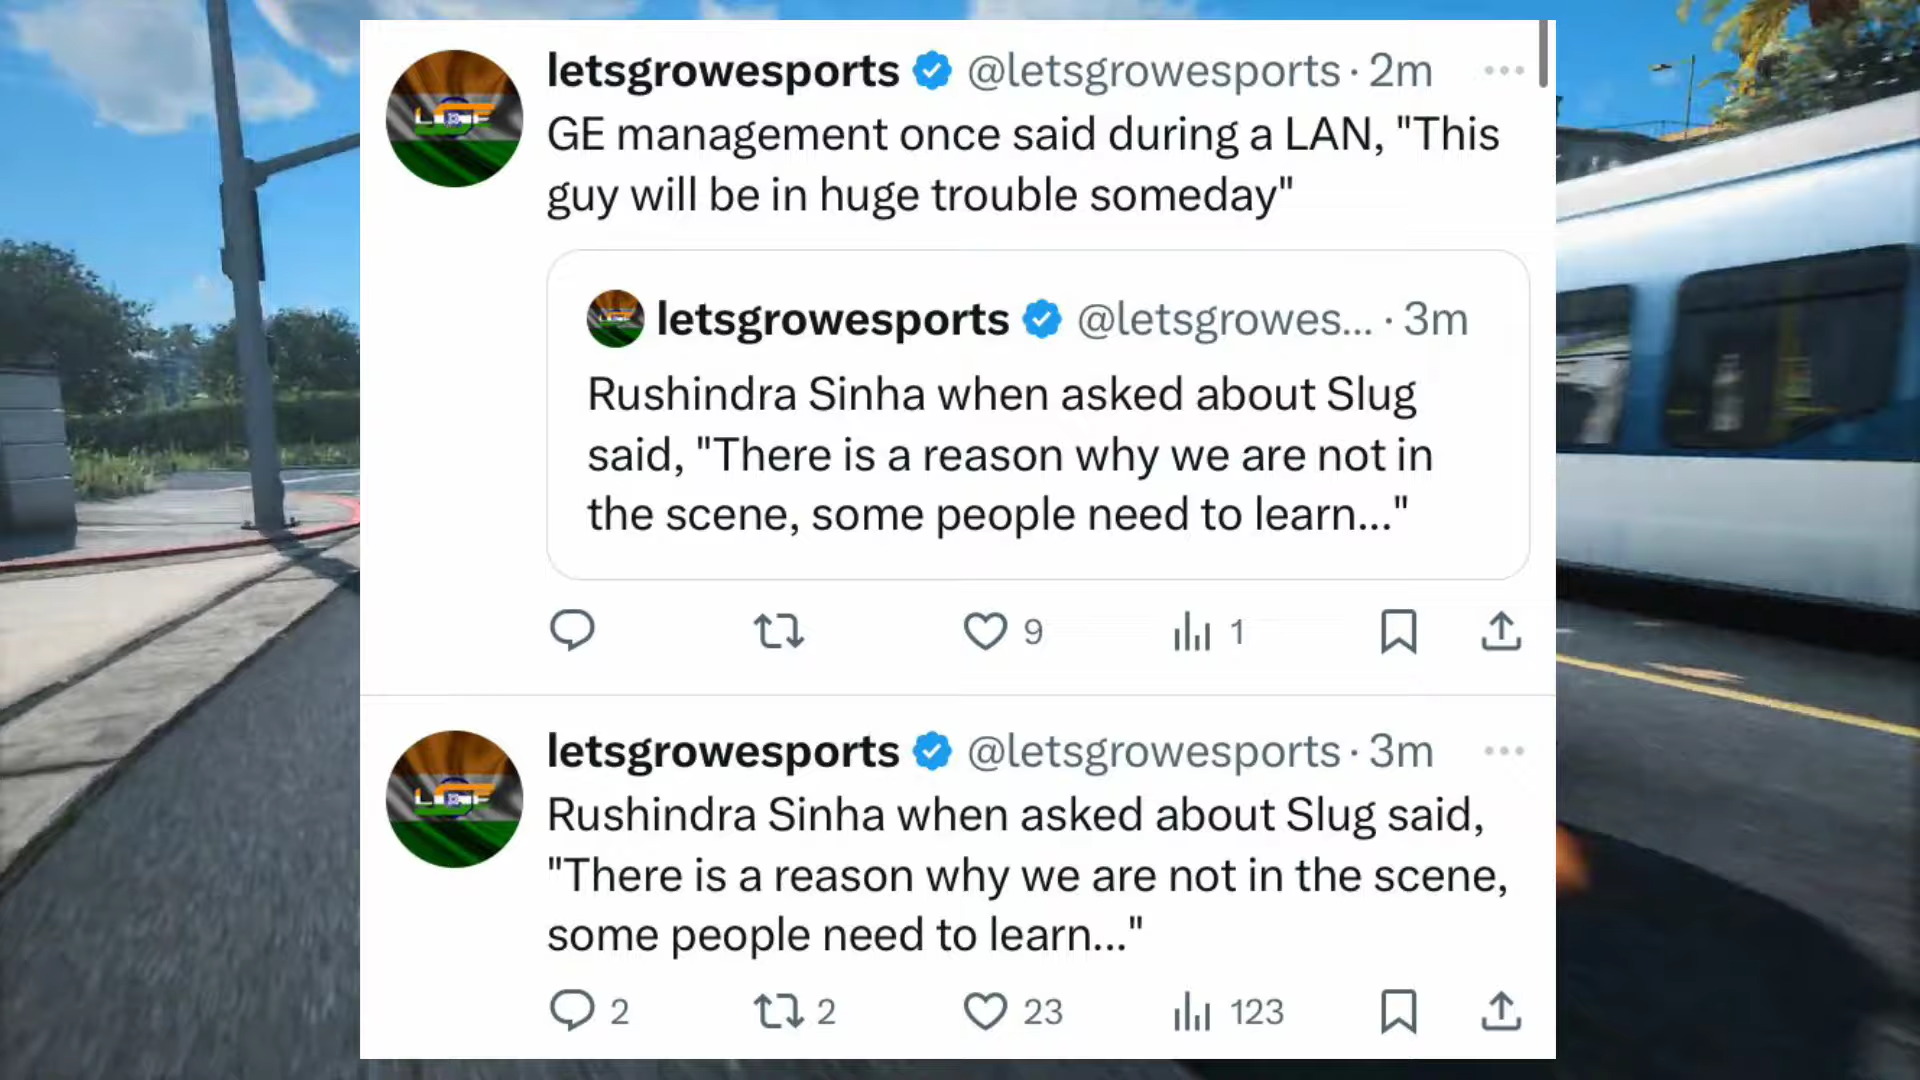 letsgrowesports @letsgrowesports · 2m
GE management once said during a LAN, "This
guy will be in huge trouble someday"
letsgrowesports @letsgrowes... · 3m
Rushindra Sinha when asked about Slug
said, "There is a reason why we are not in
the scene, some people need to learn..."
9 1
letsgrowesports @letsgrowesports · 3m
Rushindra Sinha when asked about Slug said,
"There is a reason why we are not in the scene,
some people need to learn..."
2 2 23 123